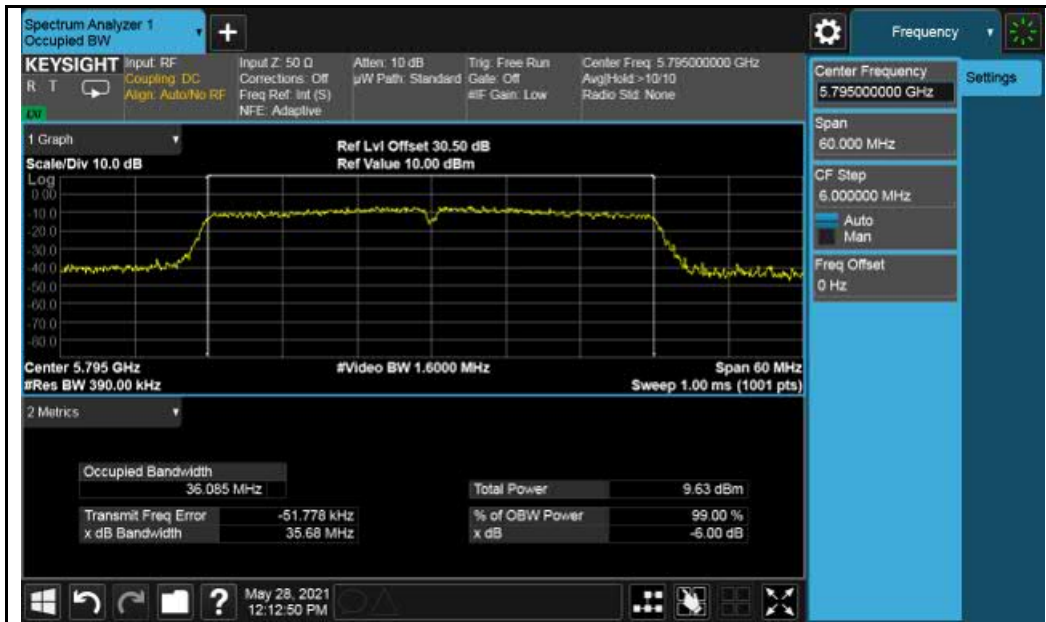 Spectrum Analyzer 1
Occupied BW
+
Frequency
KEYSIGHT
R T
Input: RF
Coupling: DC
Align: Auto/No RF
Input Z: 50 Ω
Corrections: Off
Freq Ref: Int (S)
NFE: Adaptive
Atten: 10 dB
µW Path: Standard
Trig: Free Run
Gate: Off
#IF Gain: Low
Center Freq: 5.795000000 GHz
Avg|Hold:>10/10
Radio Std: None
1 Graph
Scale/Div 10.0 dB
Ref Lvl Offset 30.50 dB
Ref Value 10.00 dBm
Log
0.00
-10.0
-20.0
-30.0
-40.0
-50.0
-60.0
-70.0
-80.0
Center 5.795 GHz
#Video BW 1.6000 MHz
Span 60 MHz
#Res BW 390.00 kHz
Sweep 1.00 ms (1001 pts)
2 Metrics
Occupied Bandwidth
36.085 MHz
Total Power 9.63 dBm
Transmit Freq Error -51.778 kHz
% of OBW Power 99.00 %
x dB Bandwidth 35.68 MHz
x dB -6.00 dB
Center Frequency
5.795000000 GHz
Settings
Span
60.000 MHz
CF Step
6.000000 MHz
Auto
Man
Freq Offset
0 Hz
?
May 28, 2021
12:12:50 PM